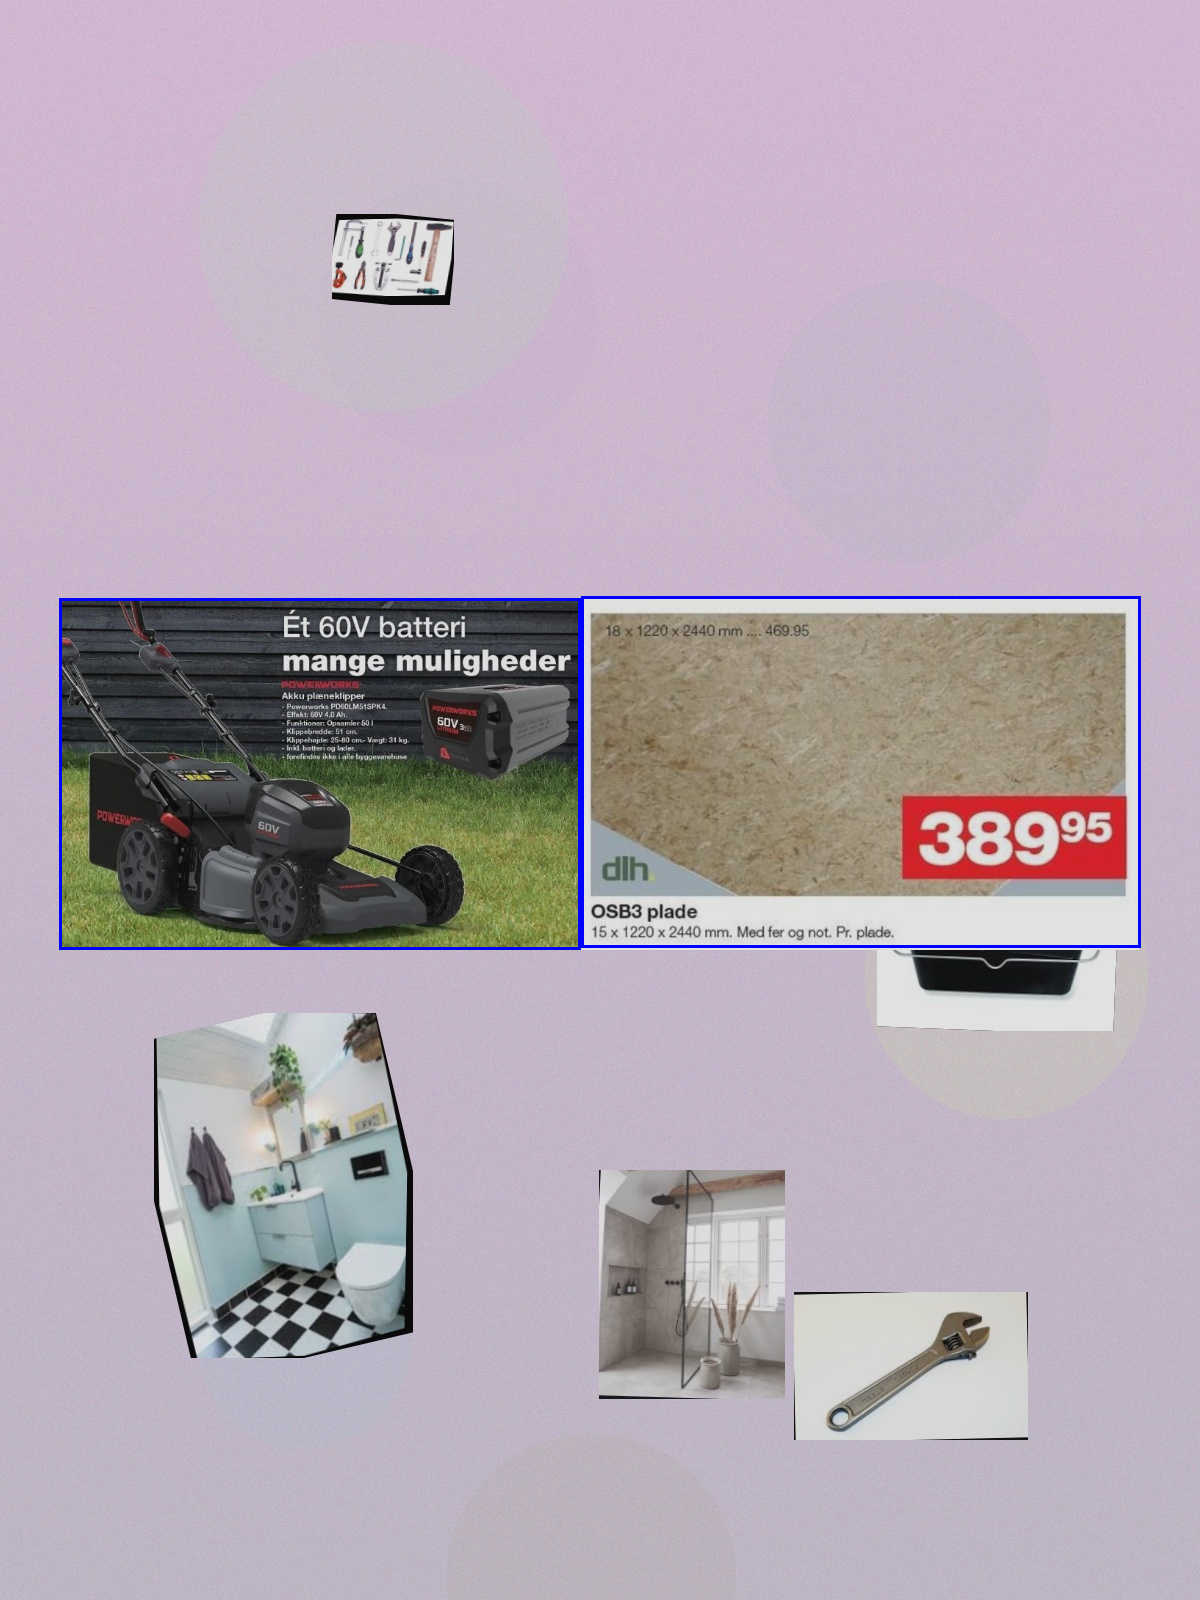 Ét 60V batteri
mange muligheder
POWERWORKS
Akku plæneklipper
- Powerworks PD60LM51SPK4.
- Effekt: 60V 4,0 Ah.
- Funktioner: Opsamler 50 l
- Klippebredde: 51 cm.
- Klippehøjde: 25-80 cm.- Vægt: 31 kg.
- Inkl. batteri og lader.
- forefindes ikke i alle byggevarehuse
POWERWORKS
60V
LITHIUM
60V
POWERWORKS
18 x 1220 x 2440 mm .... 469.95
38995
dlh.
OSB3 plade
15 x 1220 x 2440 mm. Med fer og not. Pr. plade.